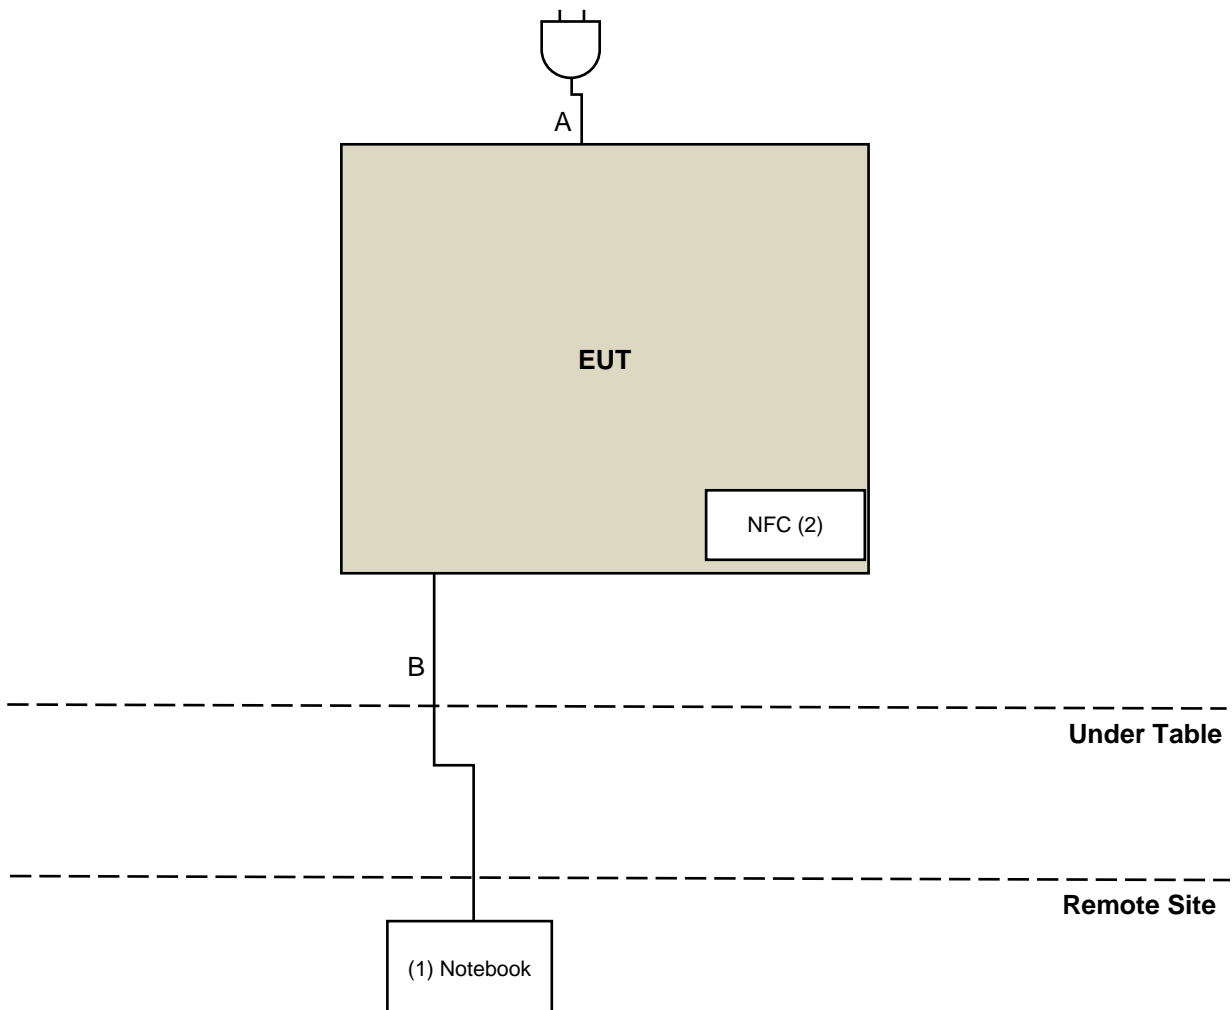 A
EUT
NFC (2)
B
Under Table
Remote Site
(1) Notebook